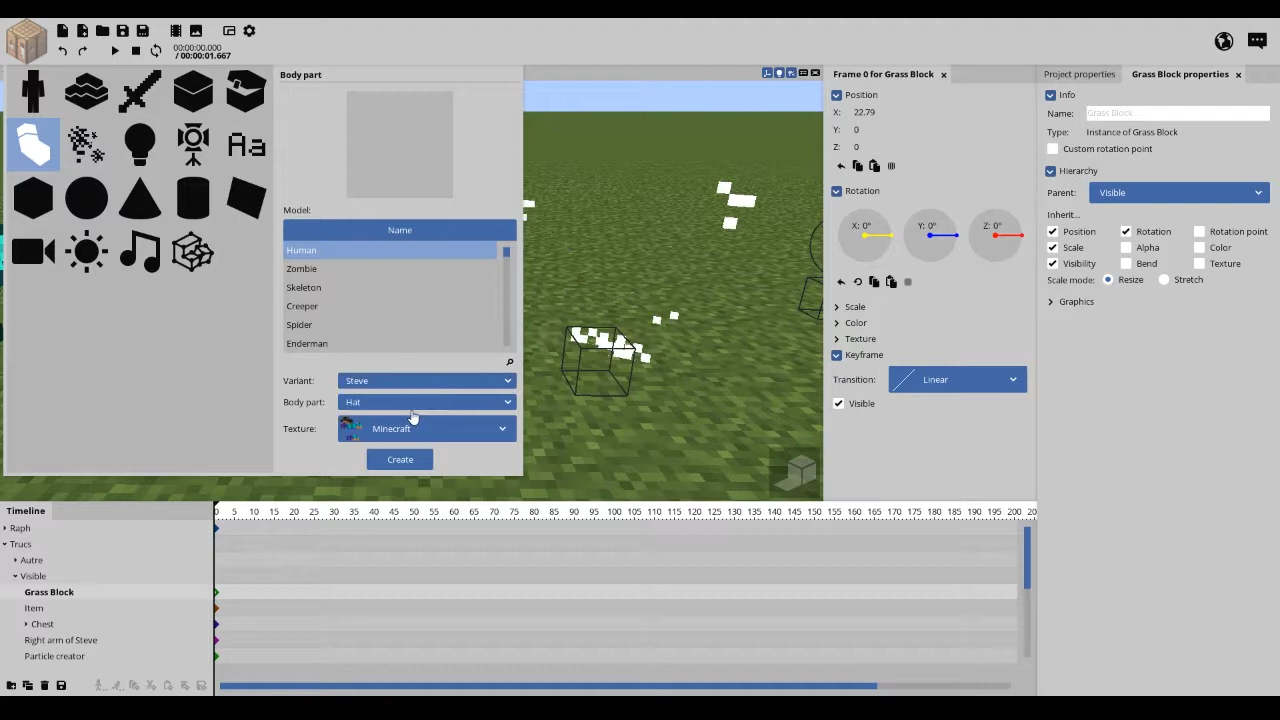 00:00:00.000
/ 00:00:01.667
Body part
Model:
Name
Human
Zombie
Skeleton
Creeper
Spider
Enderman
Variant:
Steve
Body part:
Hat
Texture:
Minecraft
Create
Aa
Frame 0 for Grass Block
Position
X: 22.79
Y: 0
Z: 0
Rotation
X: 0°
Y: 0°
Z: 0°
Scale
Color
Texture
Keyframe
Transition:
Linear
Visible
Project properties
Grass Block properties
Info
Name:
Grass Block
Type:
Instance of Grass Block
Custom rotation point
Hierarchy
Parent:
Visible
Inherit...
Position
Rotation
Rotation point
Scale
Alpha
Color
Visibility
Bend
Texture
Scale mode:
Resize
Stretch
Graphics
Timeline
0 5 10 15 20 25 30 35 40 45 50 55 60 65 70 75 80 85 90 95 100 105 110 115 120 125 130 135 140 145 150 155 160 165 170 175 180 185 190 195 200 20
Raph
Trucs
Autre
Visible
Grass Block
Item
Chest
Right arm of Steve
Particle creator